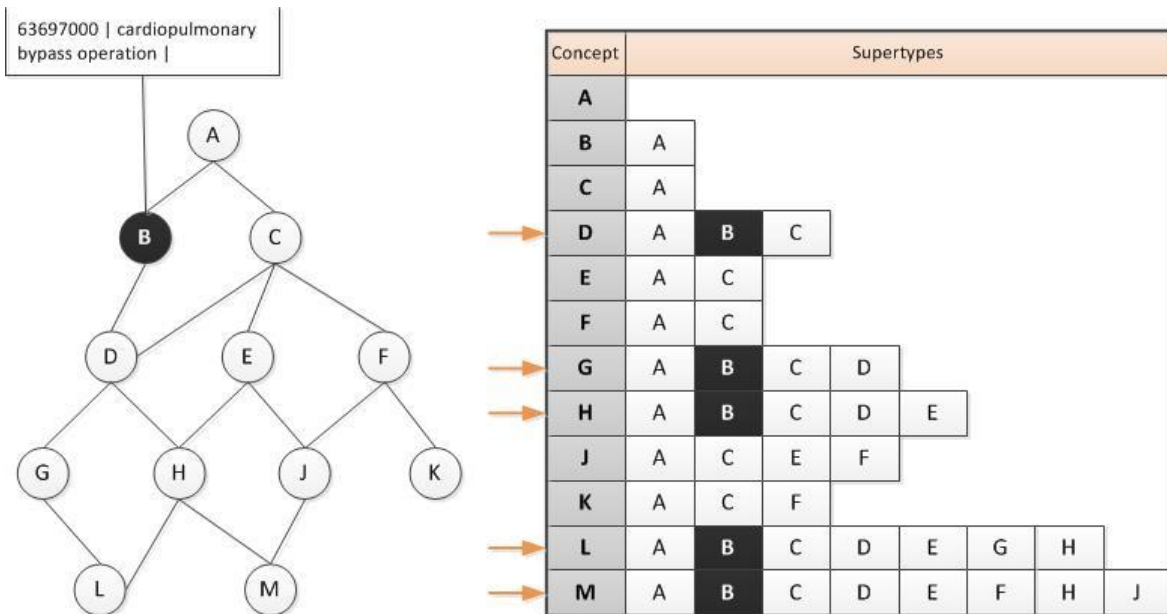 63697000 | cardiopulmonary
bypass operation |
A
B
C
D
E
F
G
H
J
K
L
M
Concept Supertypes
A
B A
C A
D A B C
E A C
F A C
G A B C D
H A B C D E
J A C E F
K A C F
L A B C D E G H
M A B C D E F H J